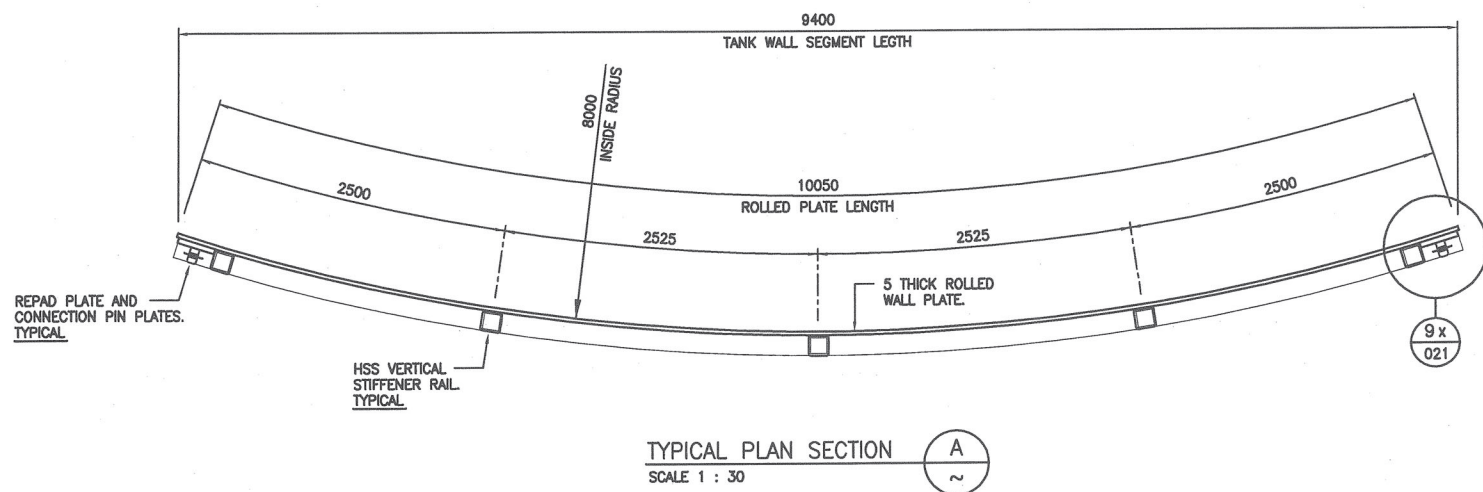 9400
TANK WALL SEGMENT LEGTH
8000
INSIDE RADIUS
10050
ROLLED PLATE LENGTH
2500
2500
2525
2525
5 THICK ROLLED
WALL PLATE.
REPAD PLATE AND
CONNECTION PIN PLATES.
TYPICAL
HSS VERTICAL
STIFFENER RAIL.
TYPICAL
9 x
021
TYPICAL PLAN SECTION
SCALE 1 : 30
A
~